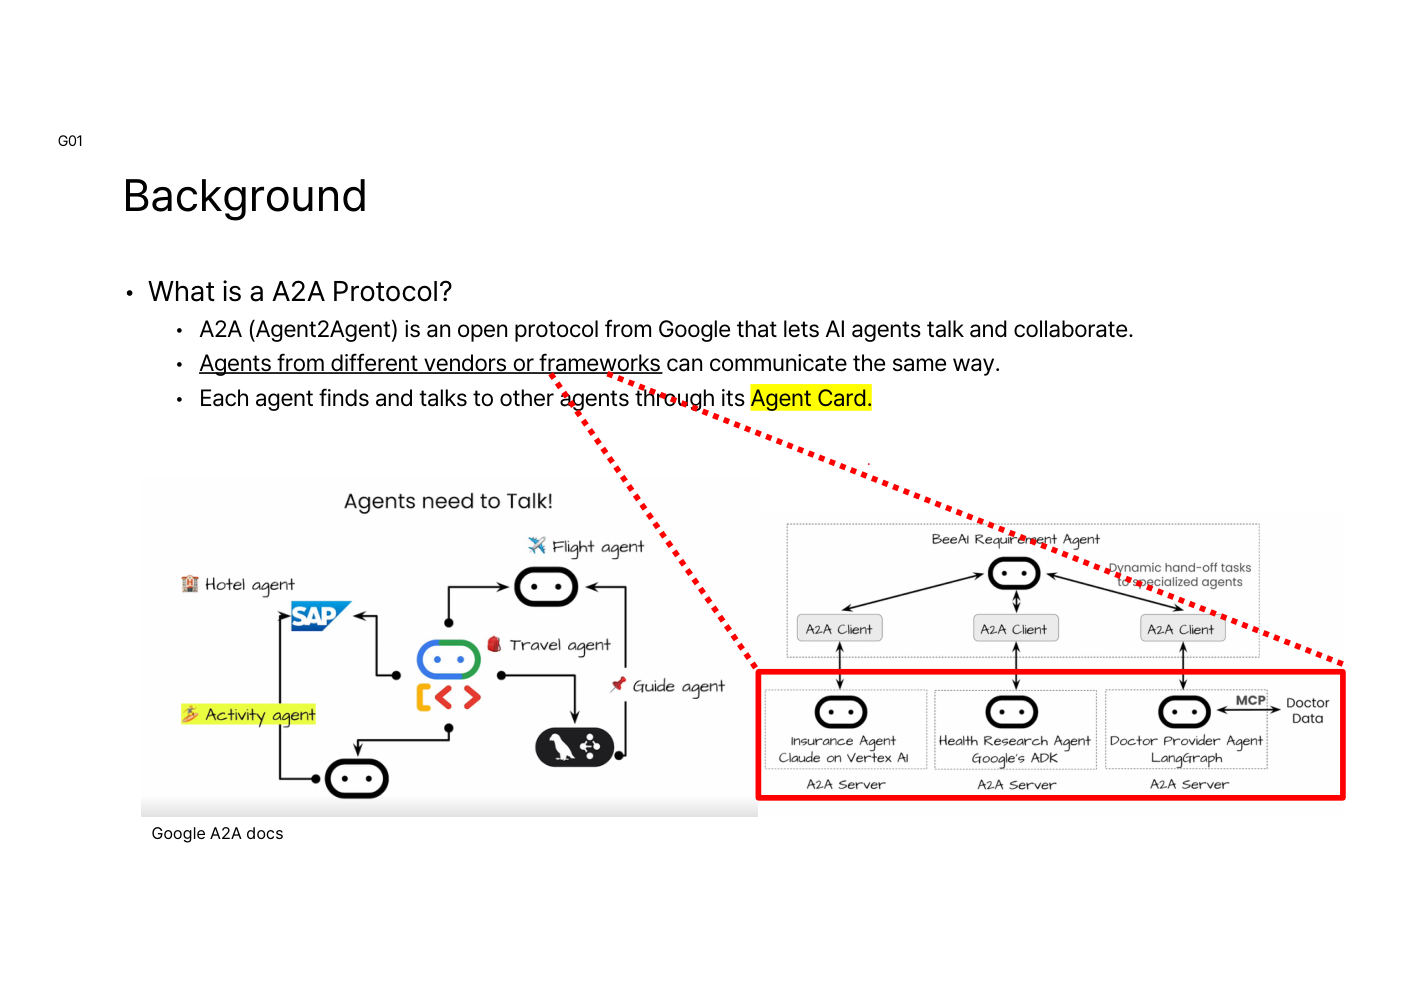 G01
Background
• What is a A2A Protocol?
• A2A (Agent2Agent) is an open protocol from Google that lets AI agents talk and collaborate.
• Agents from different vendors or frameworks can communicate the same way.
• Each agent finds and talks to other agents through its Agent Card.
Agents need to Talk!
Flight agent
Hotel agent
SAP
Travel agent
Guide agent
Activity agent
Google A2A docs
BeeAI Requirement Agent
Dynamic hand-off tasks
to specialized agents
A2A Client
A2A Client
A2A Client
MCP
Doctor
Data
Insurance Agent
Claude on Vertex AI
Health Research Agent
Google's ADK
Doctor Provider Agent
LangGraph
A2A Server
A2A Server
A2A Server